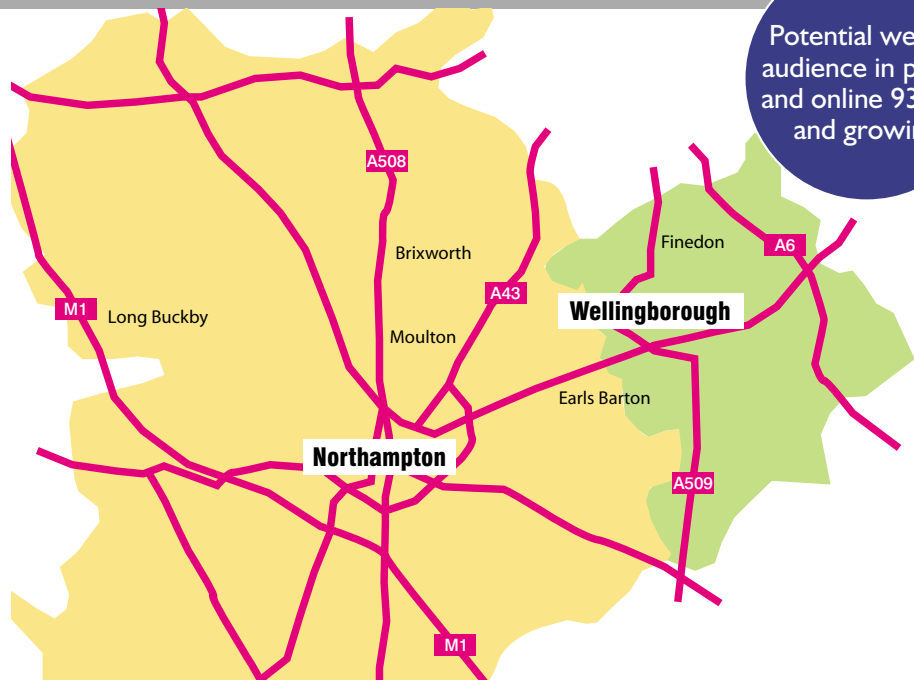 Potential we
audience in p
and online 93
and growin
A508
Brixworth
Finedon
A6
A43
M1
Long Buckby
Wellingborough
Moulton
Earls Barton
Northampton
A509
M1